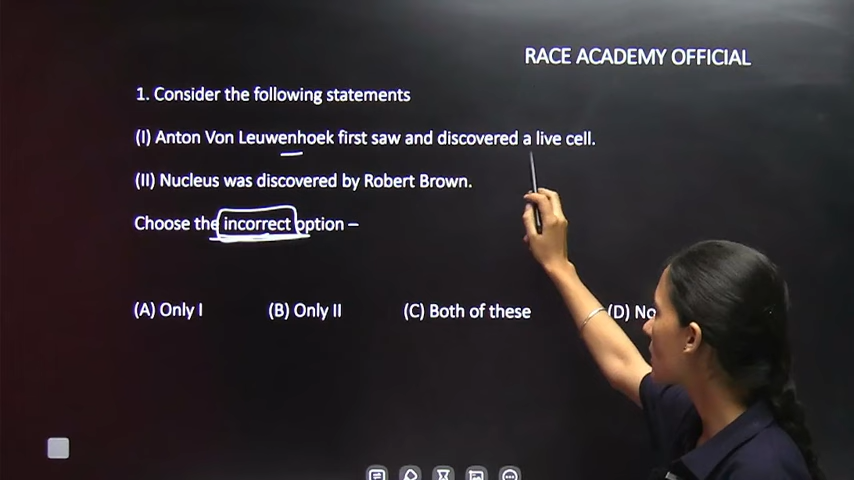 RACE ACADEMY OFFICIAL
1. Consider the following statements
(I) Anton Von Leuwenhoek first saw and discovered a live cell.
(II) Nucleus was discovered by Robert Brown.
Choose the incorrect option –
(A) Only I (B) Only II (C) Both of these (D) No